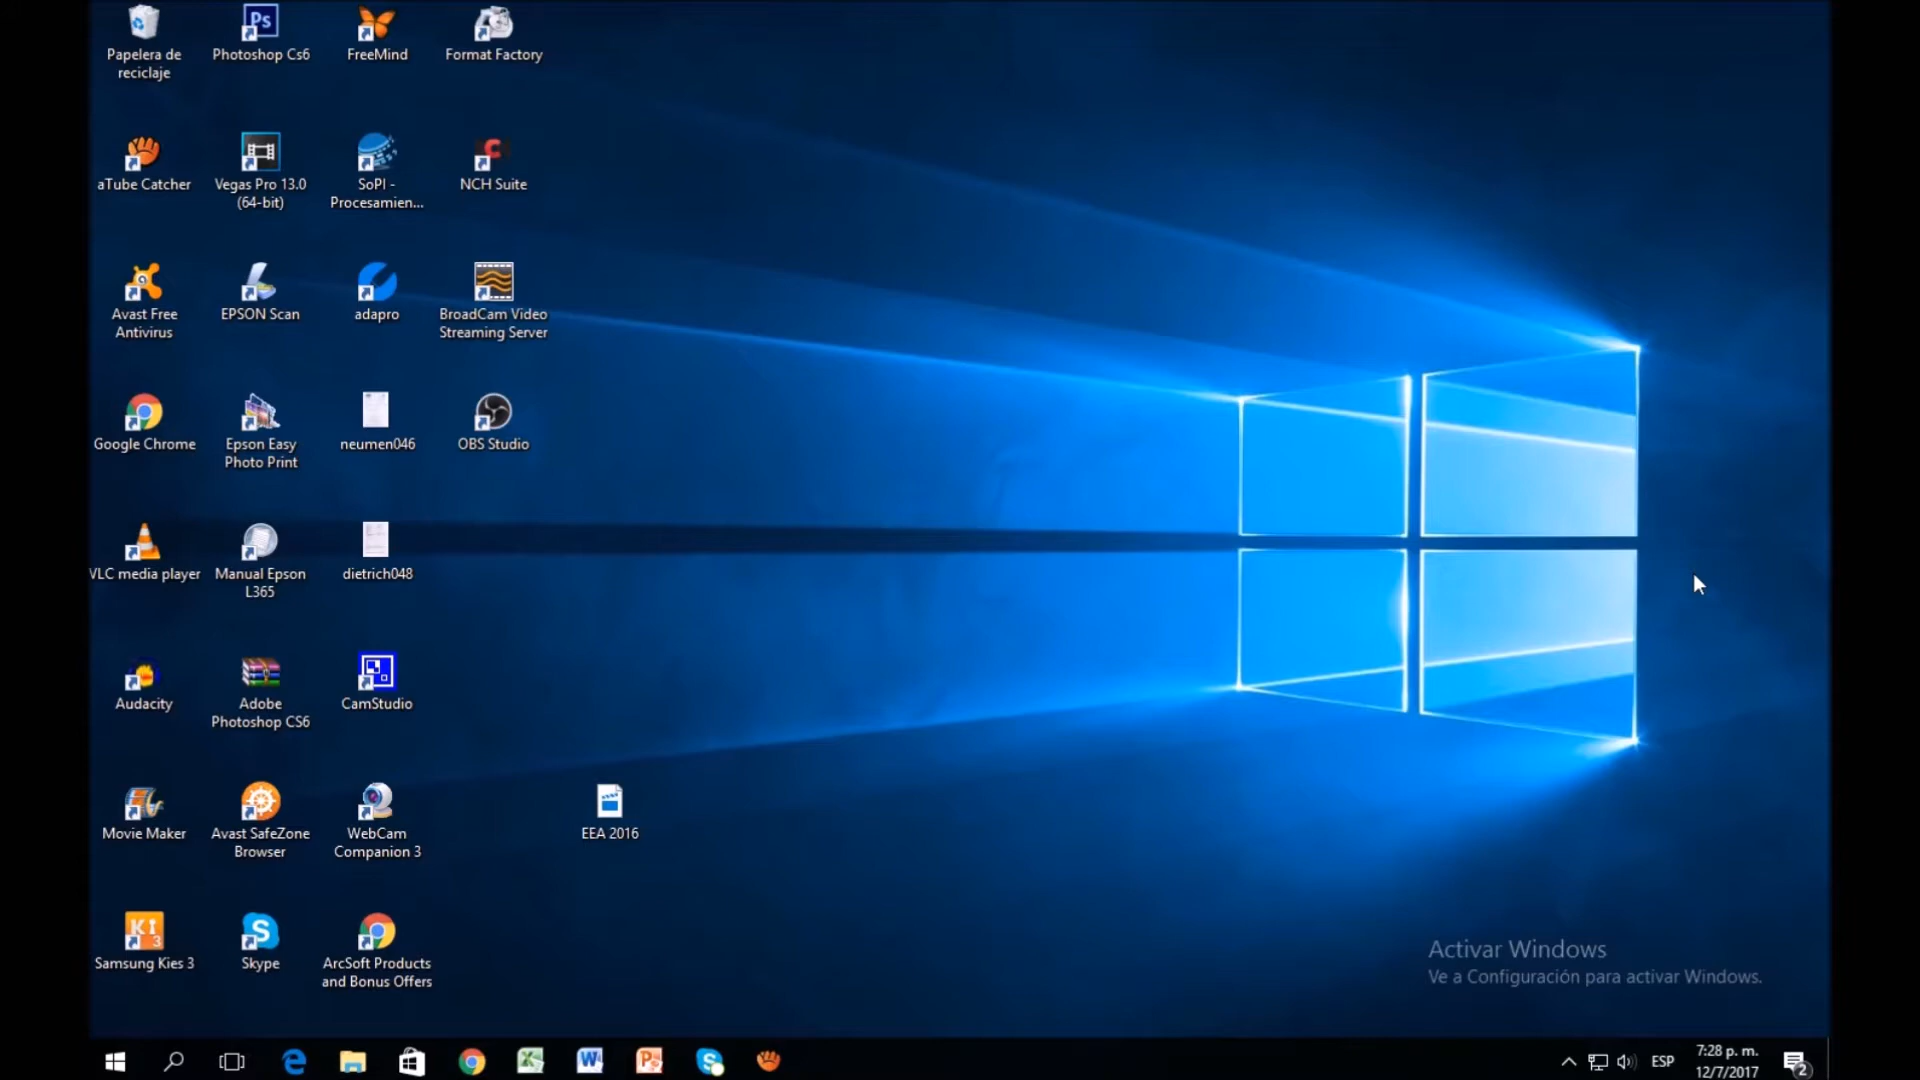 Papelera de
reciclaje
Photoshop Cs6
FreeMind
Format Factory
aTube Catcher
Vegas Pro 13.0
(64-bit)
SoPI -
Procesamien...
NCH Suite
Avast Free
Antivirus
EPSON Scan
adapro
BroadCam Video
Streaming Server
Google Chrome
Epson Easy
Photo Print
neumen046
OBS Studio
VLC media player
Manual Epson
L365
dietrich048
Audacity
Adobe
Photoshop CS6
CamStudio
Movie Maker
Avast SafeZone
Browser
WebCam
Companion 3
EEA 2016
Samsung Kies 3
Skype
ArcSoft Products
and Bonus Offers
Activar Windows
Ve a Configuración para activar Windows.
ESP
7:28 p. m.
12/7/2017
2